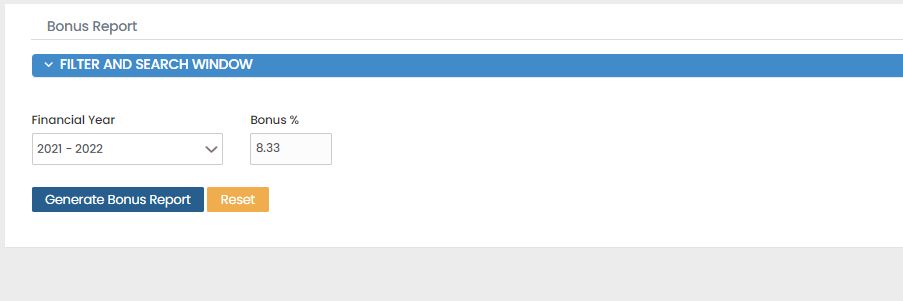 Bonus Report
FILTER AND SEARCH WINDOW
Financial Year Bonus %
2021 - 2022 8.33
Generate Bonus Report Reset